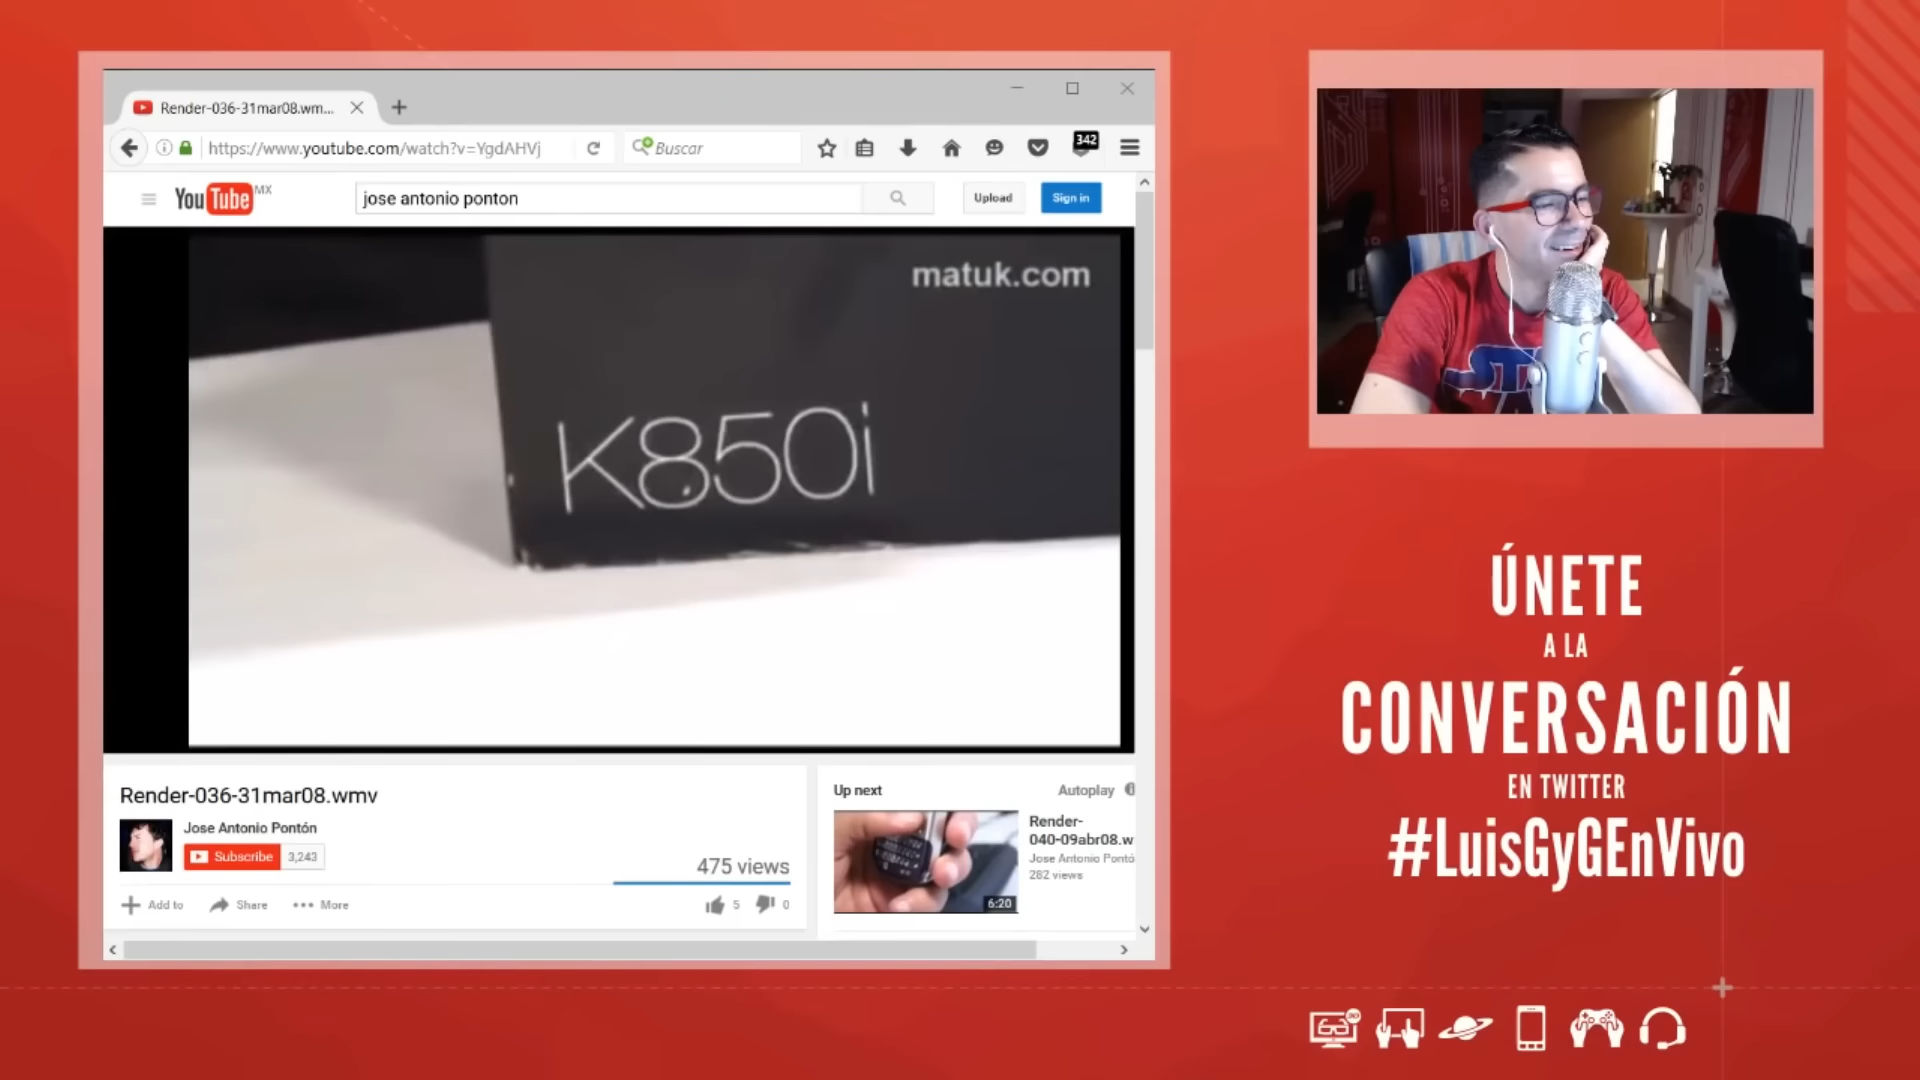 Render-036-31mar08.wm...
https://www.youtube.com/watch?v=YgdAHVj
Buscar
342
YouTube MX
jose antonio ponton
Upload
Sign in
matuk.com
K850i
Render-036-31mar08.wmv
Jose Antonio Pontón
Subscribe
3,243
475 views
Add to
Share
More
5
0
Up next
Autoplay
Render-
040-09abr08.w
Jose Antonio Pontó
282 views
6:20
ÚNETE
A LA
CONVERSACIÓN
EN TWITTER
#LuisGyGEnVivo